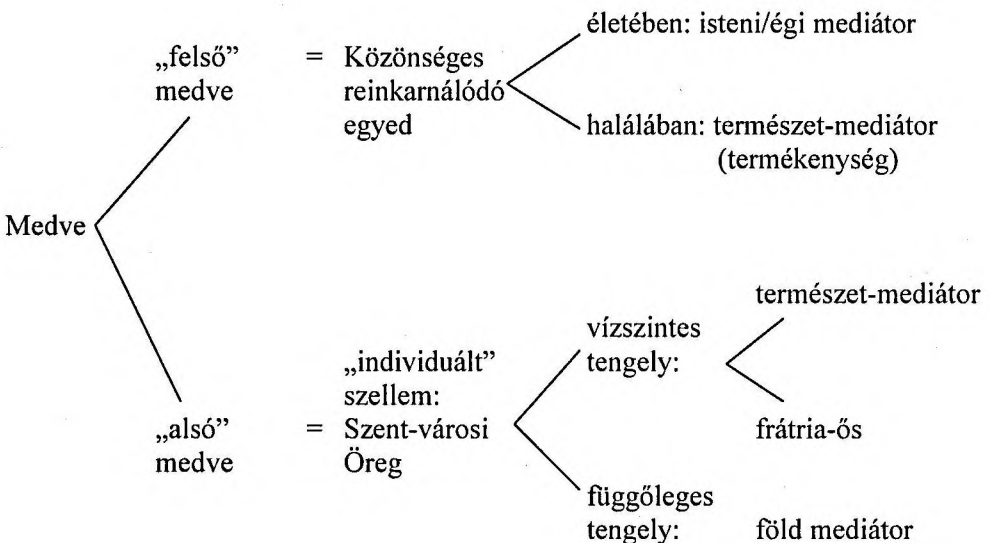 életében: isteni/égi mediátor
„felső” = Közönséges
medve reinkarnálódó
egyed
halálában: természet-mediátor
(termékenység)
Medve
természet-mediátor
vízszintes
„individuált” tengely:
szellem:
„alsó” = Szent-városi frátria-ős
medve Öreg
függőleges
tengely: föld mediátor